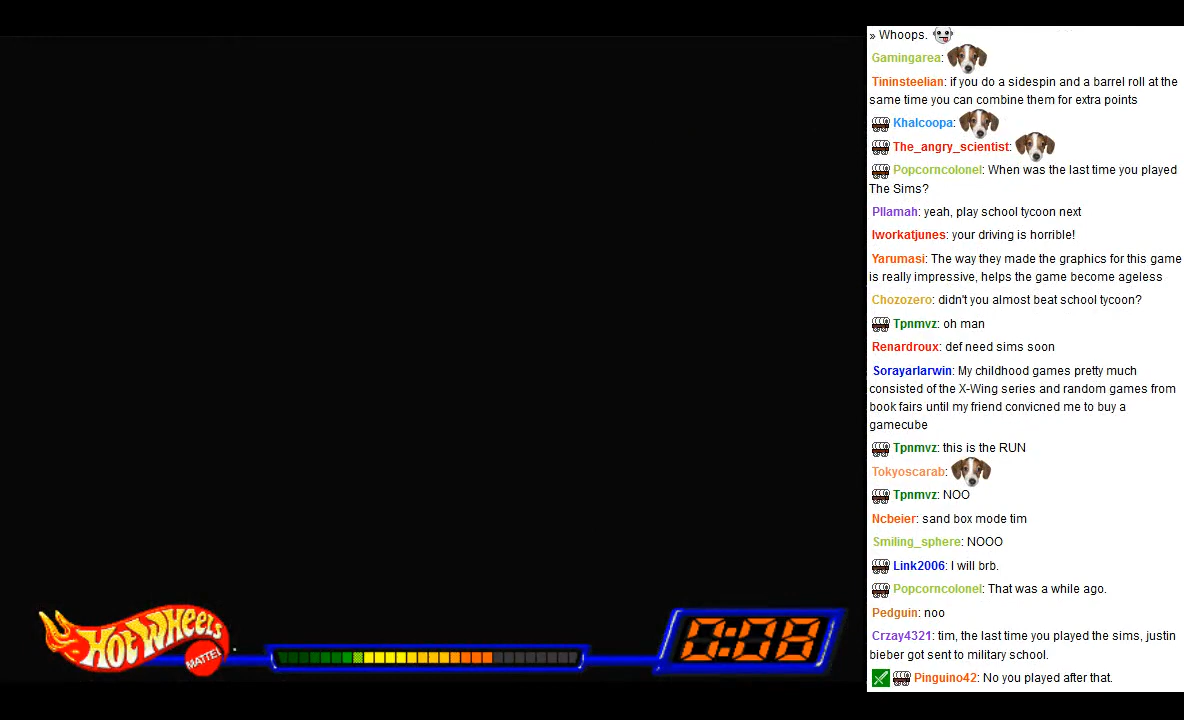 » Whoops.
Gamingarea:
Tininsteelian: if you do a sidespin and a barrel roll at the
same time you can combine them for extra points
Khalcoopa:
The_angry_scientist:
Popcorncolonel: When was the last time you played
The Sims?
Pllamah: yeah, play school tycoon next
Iworkatjunes: your driving is horrible!
Yarumasi: The way they made the graphics for this game
is really impressive, helps the game become ageless
Chozozero: didn't you almost beat school tycoon?
Tpnmvz: oh man
Renardroux: def need sims soon
Sorayarlarwin: My childhood games pretty much
consisted of the X-Wing series and random games from
book fairs until my friend convicned me to buy a
gamecube
Tpnmvz: this is the RUN
Tokyoscarab:
Tpnmvz: NOO
Ncbeier: sand box mode tim
Smiling_sphere: NOOO
Link2006: I will brb.
Popcorncolonel: That was a while ago.
Pedguin: noo
Crzay4321: tim, the last time you played the sims, justin
bieber got sent to military school.
Pinguino42: No you played after that.
HOT WHEELS
MATTEL
0:08